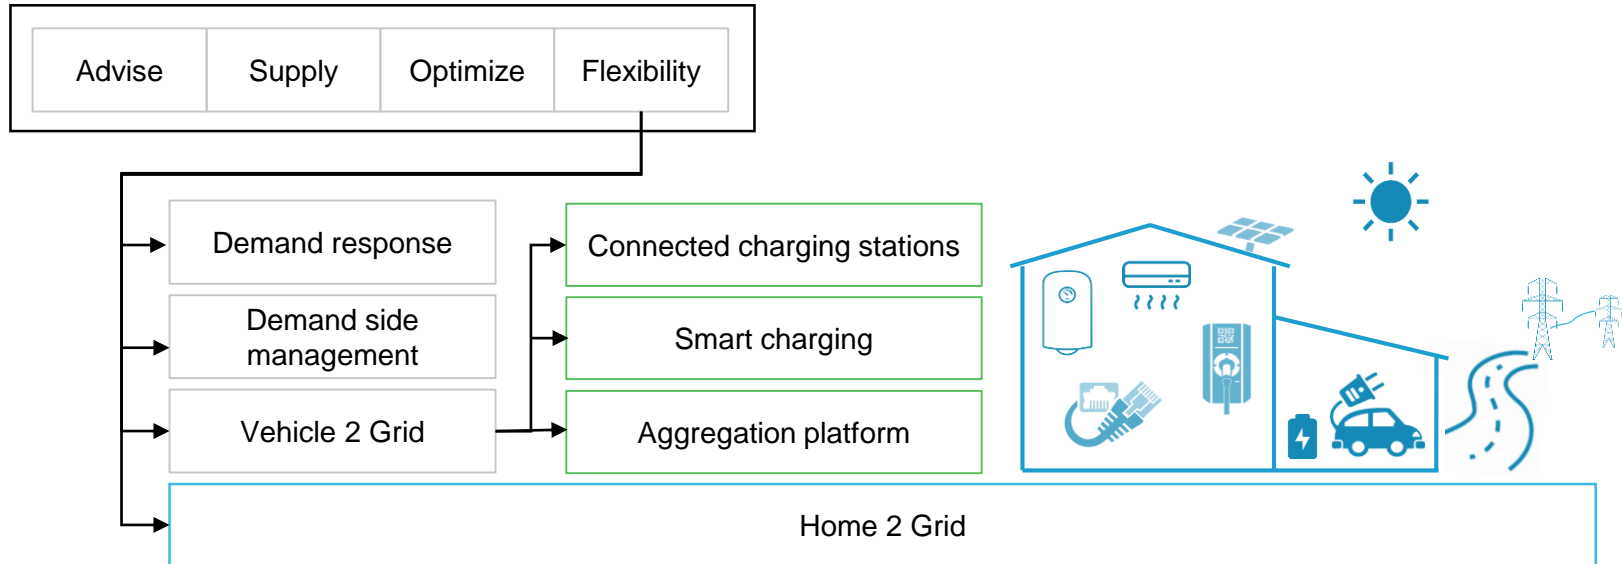 Advise
Supply
Optimize
Flexibility
Demand response
Connected charging stations
Demand side
management
Smart charging
Vehicle 2 Grid
Aggregation platform
Home 2 Grid